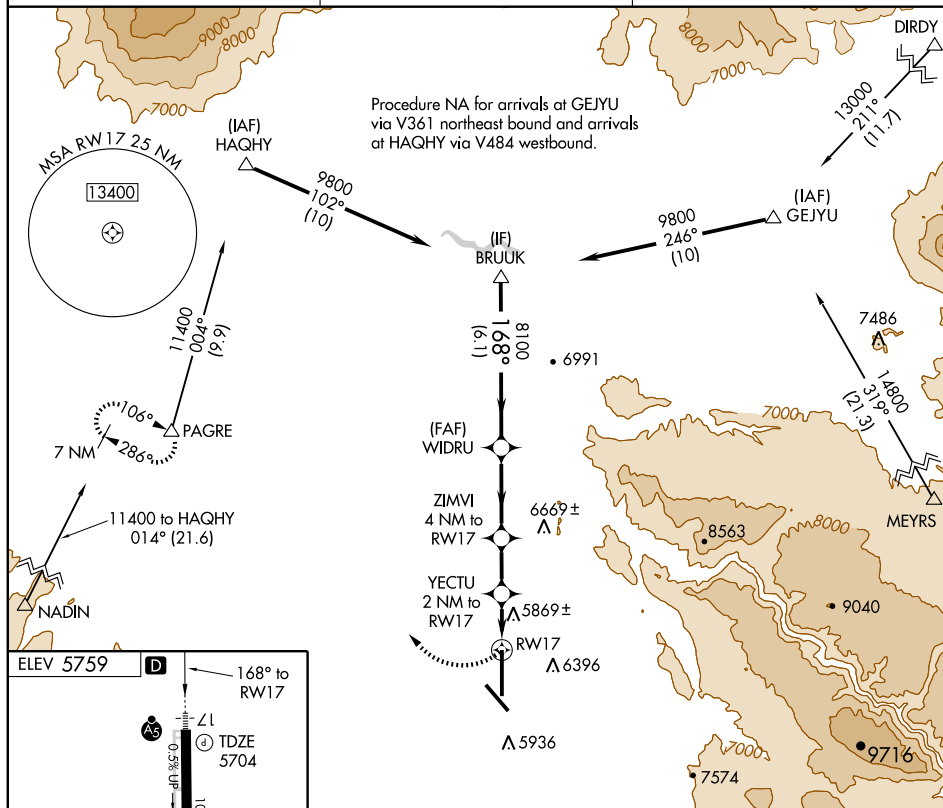 9000
8000
7000
8000
7000
DIRDY
13000
211°
(11.7)
Procedure NA for arrivals at GEJYU
via V361 northeast bound and arrivals
at HAQHY via V484 westbound.
(IAF)
HAQHY
MSA RW17 25 NM
13400
9800
102°
(10)
(IAF)
GEJYU
9800
246°
(10)
(IF)
BRUUK
11400
004°
(9.9)
8100
168°
(6.1)
6991
7486
14800
319°
(21.3)
7000
106°
PAGRE
7 NM
286°
(FAF)
WIDRU
ZIMVI
4 NM to
RW17
6669±
8563
8000
MEYRS
11400 to HAQHY
014° (21.6)
NADIN
YECTU
2 NM to
RW17
5869±
9040
RW17
6396
ELEV 5759
D
168° to
RW17
17
A5
P
TDZE
5704
0.5% UP
5936
7000
9716
7574